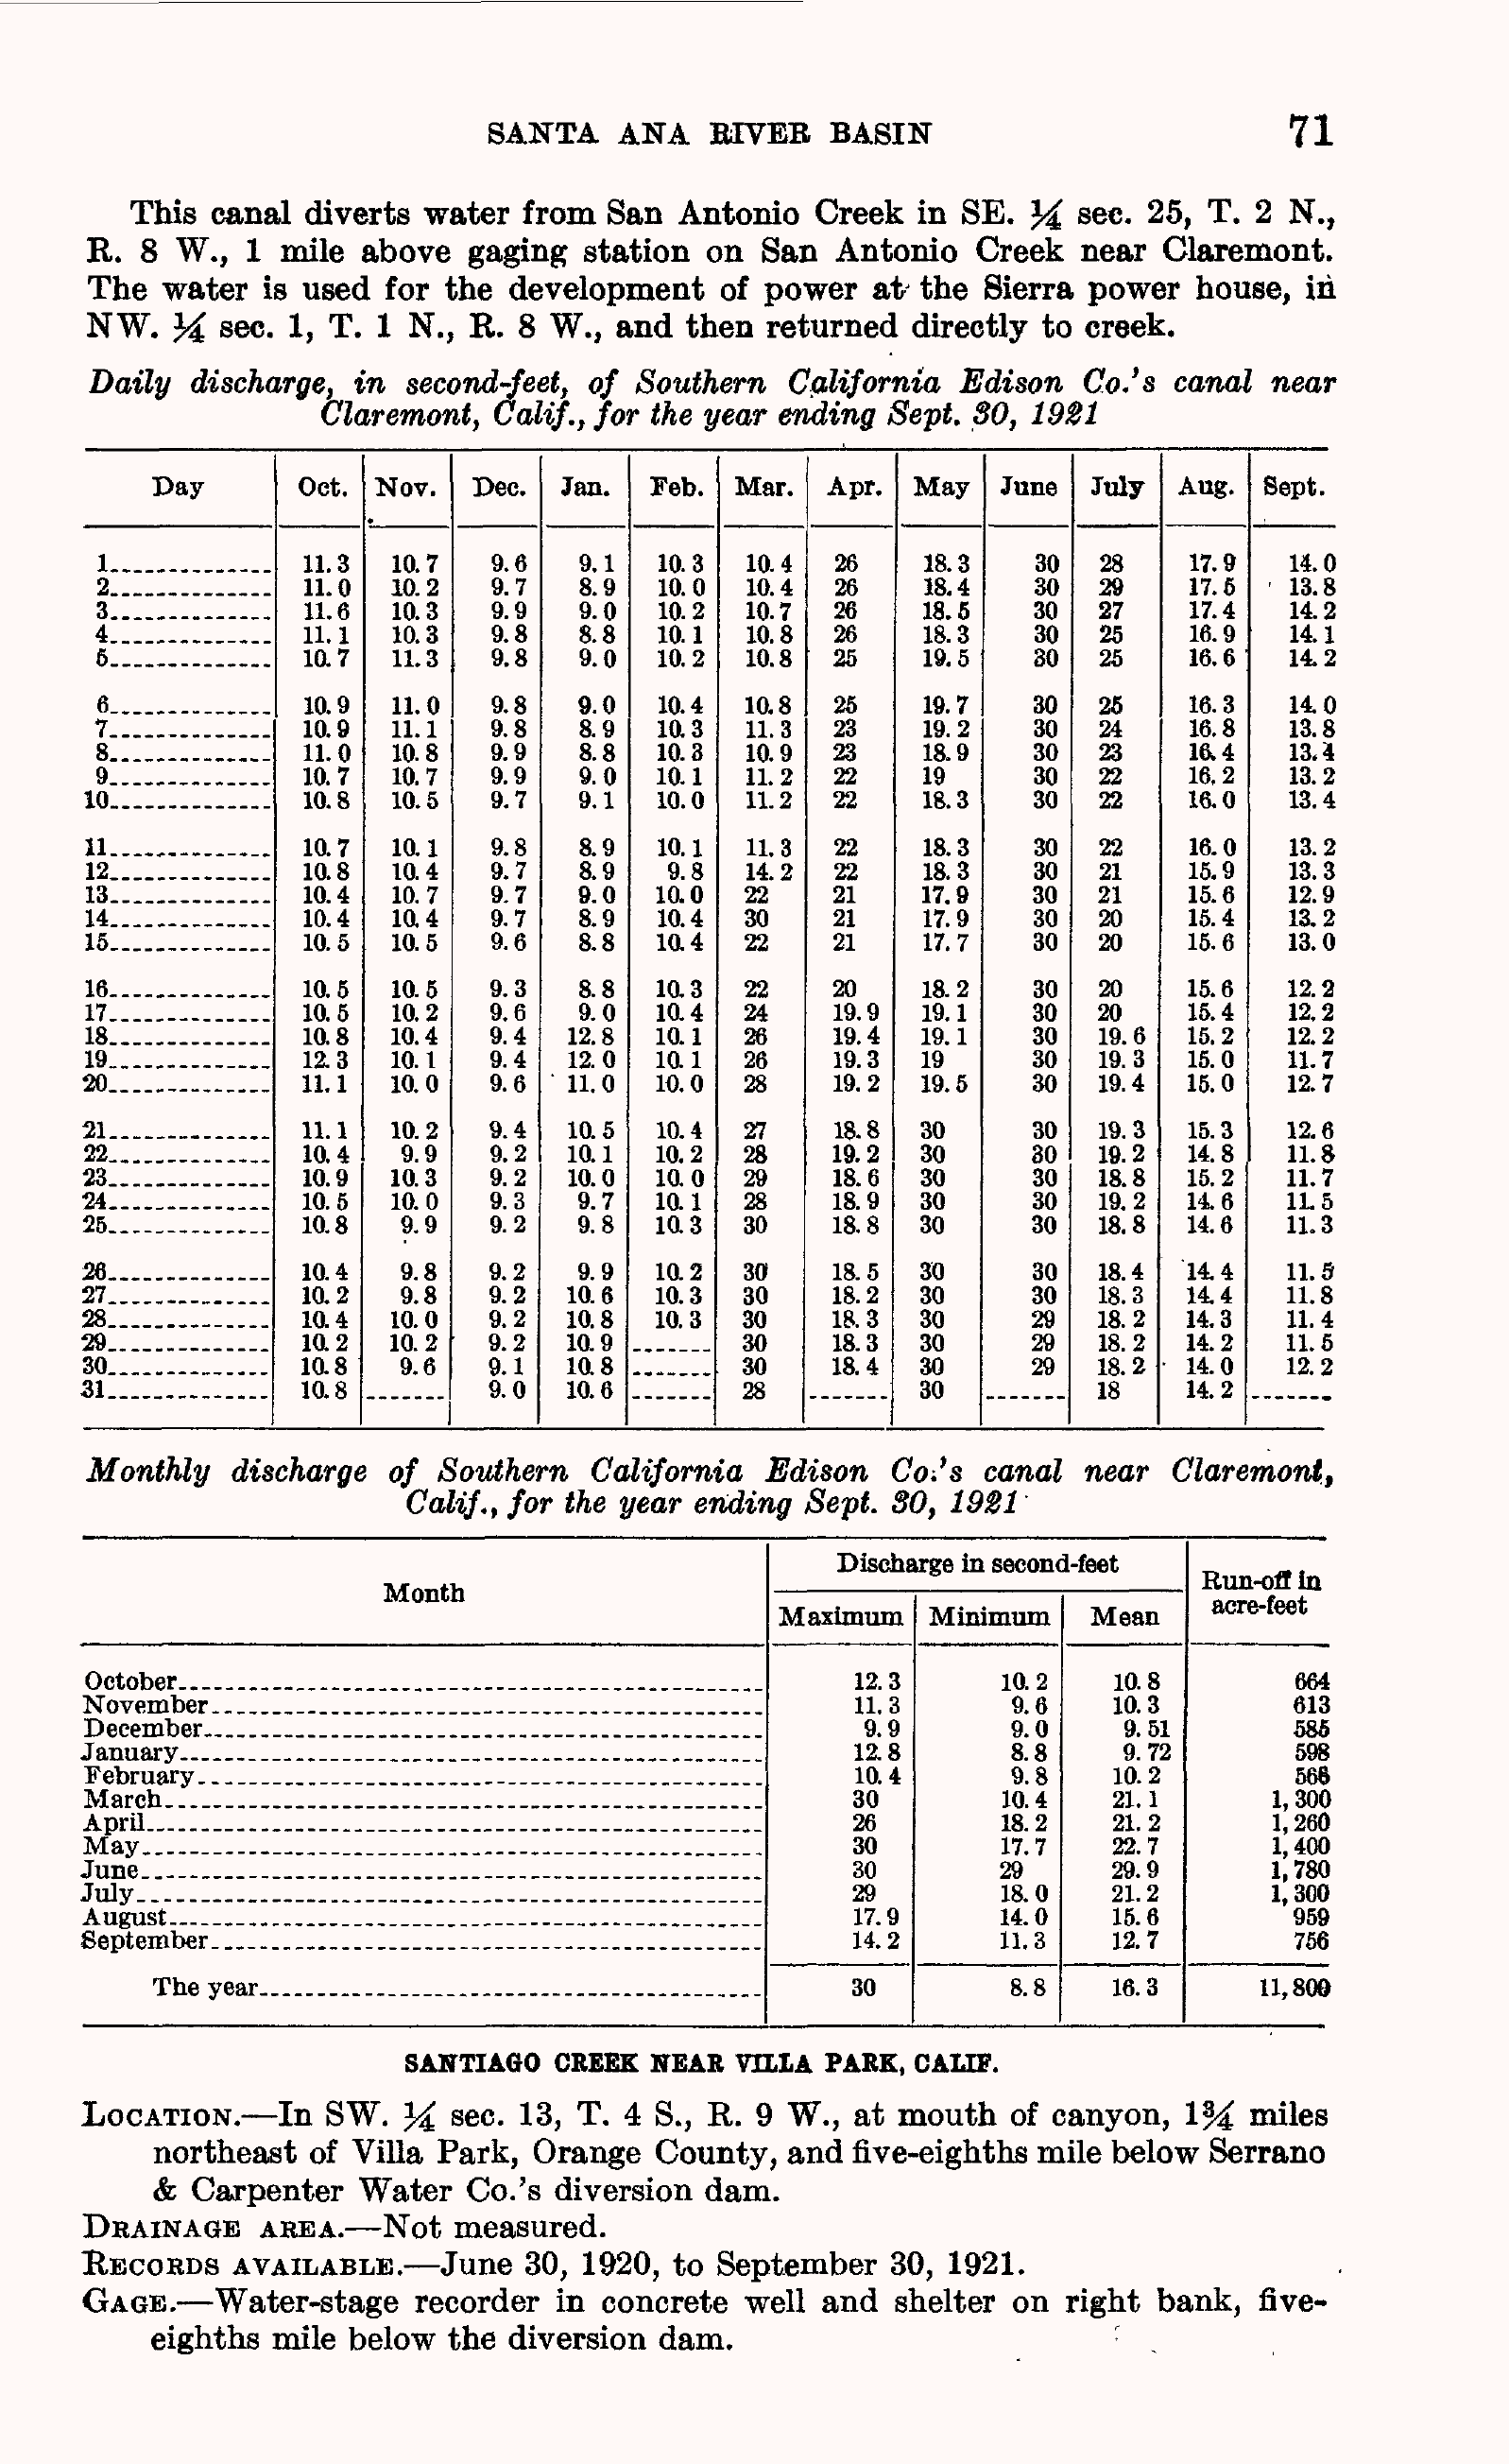 SANTA ANA RIVER BASIN 71
This canal diverts water from San Antonio Creek in SE. ¼ sec. 25, T. 2 N.,
R. 8 W., 1 mile above gaging station on San Antonio Creek near Claremont.
The water is used for the development of power at the Sierra power house, in
NW. ¼ sec. 1, T. 1 N., R. 8 W., and then returned directly to creek.
Daily discharge, in second-feet, of Southern California Edison Co.'s canal near
Claremont, Calif., for the year ending Sept. 30, 1921
Day Oct. Nov. Dec. Jan. Feb. Mar. Apr. May June July Aug. Sept.
1 11.3 10.7 9.6 9.1 10.3 10.4 26 18.3 30 28 17.9 14.0
2 11.0 10.2 9.7 8.9 10.0 10.4 26 18.4 30 29 17.5 13.8
3 11.6 10.3 9.9 9.0 10.2 10.7 26 18.5 30 27 17.4 14.2
4 11.1 10.3 9.8 8.8 10.1 10.8 26 18.3 30 25 16.9 14.1
5 10.7 11.3 9.8 9.0 10.2 10.8 25 19.5 30 25 16.6 14.2
6 10.9 11.0 9.8 9.0 10.4 10.8 25 19.7 30 25 16.3 14.0
7 10.9 11.1 9.8 8.9 10.3 11.3 23 19.2 30 24 16.8 13.8
8 11.0 10.8 9.9 8.8 10.3 10.9 23 18.9 30 23 16.4 13.4
9 10.7 10.7 9.9 9.0 10.1 11.2 22 19 30 22 16.2 13.2
10 10.8 10.5 9.7 9.1 10.0 11.2 22 18.3 30 22 16.0 13.4
11 10.7 10.1 9.8 8.9 10.1 11.3 22 18.3 30 22 16.0 13.2
12 10.8 10.4 9.7 8.9 9.8 14.2 22 18.3 30 21 15.9 13.3
13 10.4 10.7 9.7 9.0 10.0 22 21 17.9 30 21 15.6 12.9
14 10.4 10.4 9.7 8.9 10.4 30 21 17.9 30 20 15.4 13.2
15 10.5 10.5 9.6 8.8 10.4 22 21 17.7 30 20 15.6 13.0
16 10.5 10.5 9.3 8.8 10.3 22 20 18.2 30 20 15.6 12.2
17 10.5 10.2 9.6 9.0 10.4 24 19.9 19.1 30 20 15.4 12.2
18 10.8 10.4 9.4 12.8 10.1 26 19.4 19.1 30 19.6 15.2 12.2
19 12.3 10.1 9.4 12.0 10.1 26 19.3 19 30 19.3 15.0 11.7
20 11.1 10.0 9.6 11.0 10.0 28 19.2 19.5 30 19.4 15.0 12.7
21 11.1 10.2 9.4 10.5 10.4 27 18.8 30 30 19.3 15.3 12.6
22 10.4 9.9 9.2 10.1 10.2 28 19.2 30 30 19.2 14.8 11.8
23 10.9 10.3 9.2 10.0 10.0 29 18.6 30 30 18.8 15.2 11.7
24 10.5 10.0 9.3 9.7 10.1 28 18.9 30 30 19.2 14.6 11.5
25 10.8 9.9 9.2 9.8 10.3 30 18.8 30 30 18.8 14.6 11.3
26 10.4 9.8 9.2 9.9 10.2 30 18.5 30 30 18.4 14.4 11.5
27 10.2 9.8 9.2 10.6 10.3 30 18.2 30 30 18.3 14.4 11.8
28 10.4 10.0 9.2 10.8 10.3 30 18.3 30 29 18.2 14.3 11.4
29 10.2 10.2 9.2 10.9 30 18.3 30 29 18.2 14.2 11.5
30 10.8 9.6 9.1 10.8 30 18.4 30 29 18.2 14.0 12.2
31 10.8 9.0 10.6 28 30 18 14.2
Monthly discharge of Southern California Edison Co.'s canal near Claremont,
Calif., for the year ending Sept. 30, 1921
Discharge in second-feet
Month Run-off in
acre-feet
Maximum Minimum Mean
October 12.3 10.2 10.8 664
November 11.3 9.6 10.3 613
December 9.9 9.0 9.51 585
January 12.8 8.8 9.72 598
February 10.4 9.8 10.2 566
March 30 10.4 21.1 1,300
April 26 18.2 21.2 1,260
May 30 17.7 22.7 1,400
June 30 29 29.9 1,780
July 29 18.0 21.2 1,300
August 17.9 14.0 15.6 959
September 14.2 11.3 12.7 756
The year 30 8.8 16.3 11,800
SANTIAGO CREEK NEAR VILLA PARK, CALIF.
LOCATION.—In SW. ¼ sec. 13, T. 4 S., R. 9 W., at mouth of canyon, 1¾ miles
northeast of Villa Park, Orange County, and five-eighths mile below Serrano
& Carpenter Water Co.'s diversion dam.
DRAINAGE AREA.—Not measured.
RECORDS AVAILABLE.—June 30, 1920, to September 30, 1921.
GAGE.—Water-stage recorder in concrete well and shelter on right bank, five-
eighths mile below the diversion dam.